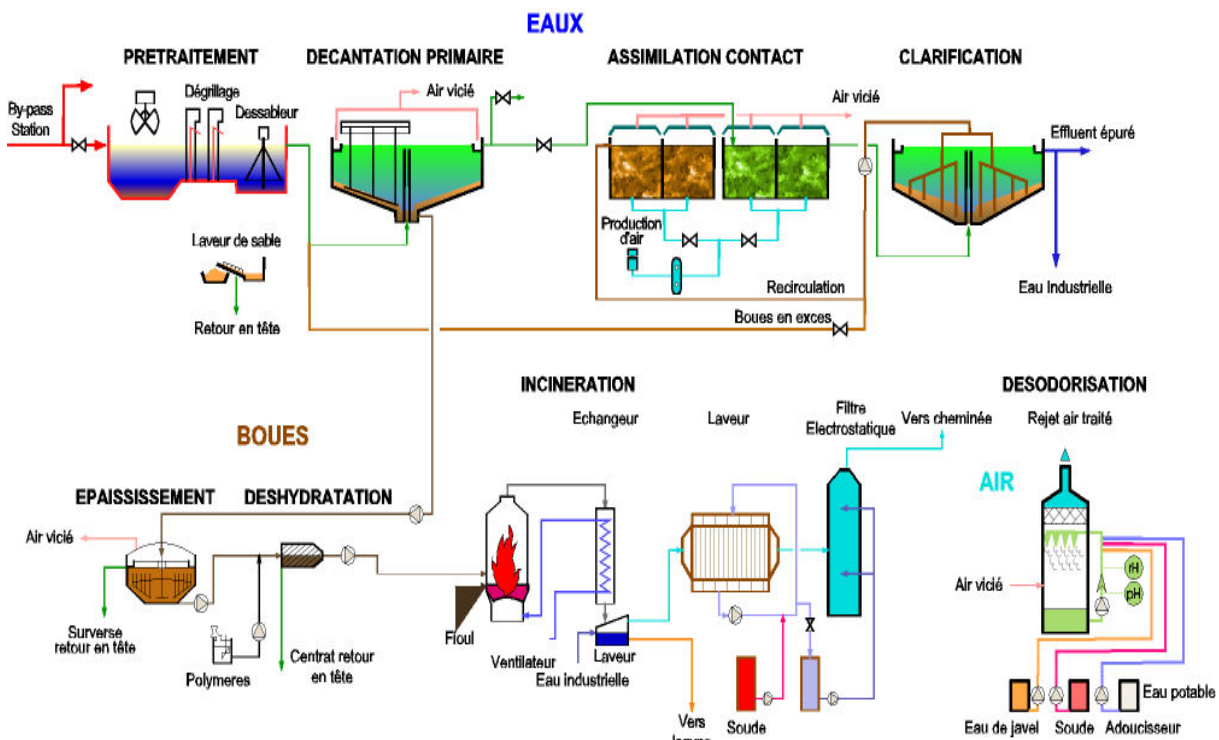 EAUX
PRETRAITEMENT
DECANTATION PRIMAIRE
ASSIMILATION CONTACT
CLARIFICATION
By-pass
Station
Dégrillage
Dessableur
Air vicié
Air vicié
Effluent épuré
Laveur de sable
Retour en tête
Production
d'air
Recirculation
Boues en exces
Eau Industrielle
INCINERATION
DESODORISATION
Echangeur
Laveur
Filtre
Electrostatique
Vers cheminée
Rejet air traité
BOUES
AIR
EPAISSISSEMENT
DESHYDRATATION
Air vicié
Surverse
retour en tête
Polymeres
Centrat retour
en tête
Fioul
Ventilateur
Eau industrielle
Laveur
Vers
Soude
Air vicié
rH
pH
Eau de javel
Soude
Adoucisseur
Eau potable